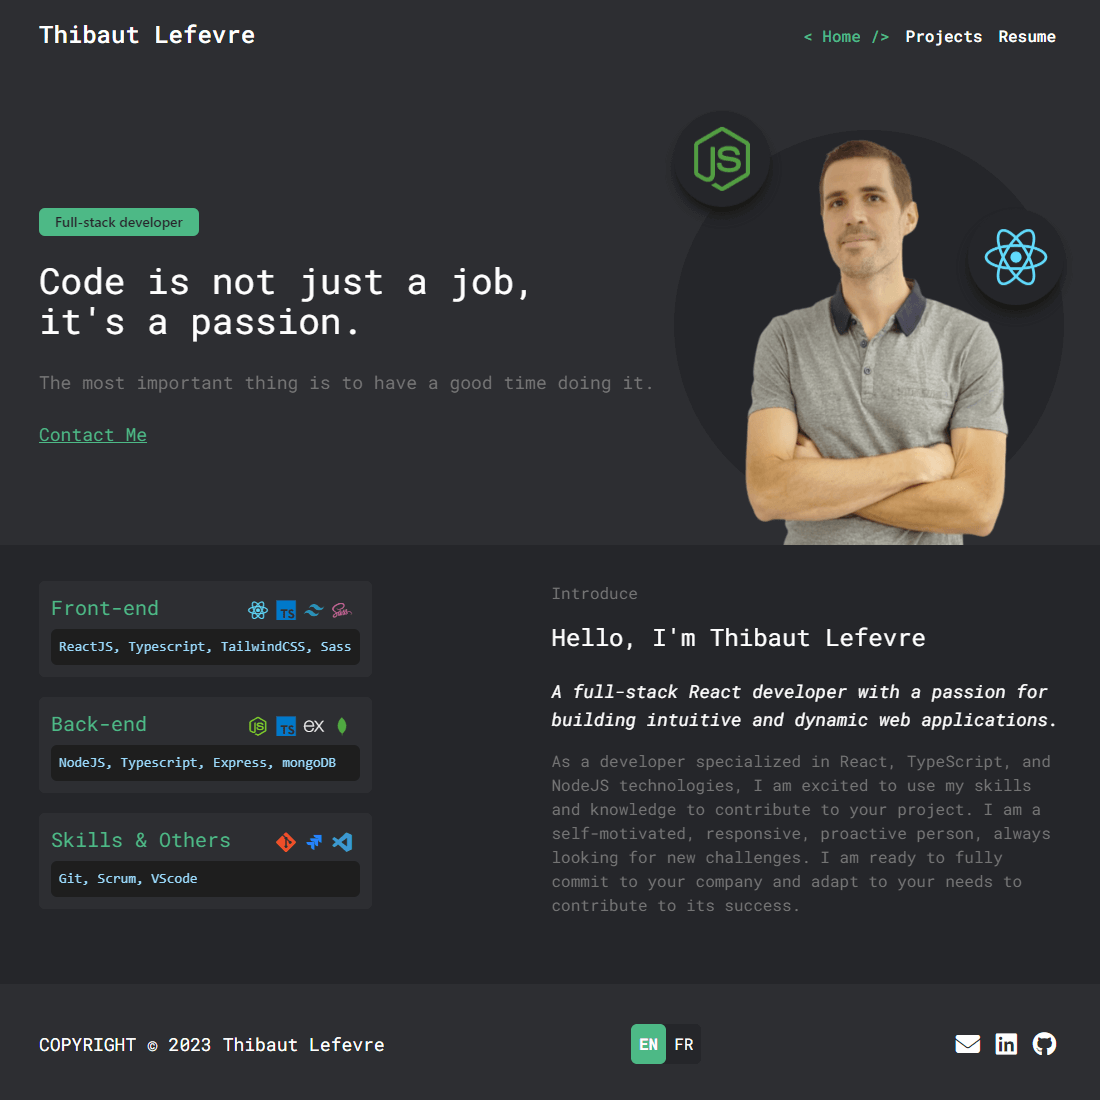 Thibaut Lefevre
< Home /> Projects Resume
JS
Full-stack developer
Code is not just a job,
it's a passion.
The most important thing is to have a good time doing it.
Contact Me
Front-end
TS
Sass
ReactJS, Typescript, TailwindCSS, Sass
Back-end
JS
TS
ex
NodeJS, Typescript, Express, mongoDB
Skills & Others
Git, Scrum, VScode
Introduce
Hello, I'm Thibaut Lefevre
A full-stack React developer with a passion for
building intuitive and dynamic web applications.
As a developer specialized in React, TypeScript, and
NodeJS technologies, I am excited to use my skills
and knowledge to contribute to your project. I am a
self-motivated, responsive, proactive person, always
looking for new challenges. I am ready to fully
commit to your company and adapt to your needs to
contribute to its success.
COPYRIGHT © 2023 Thibaut Lefevre
EN FR
in